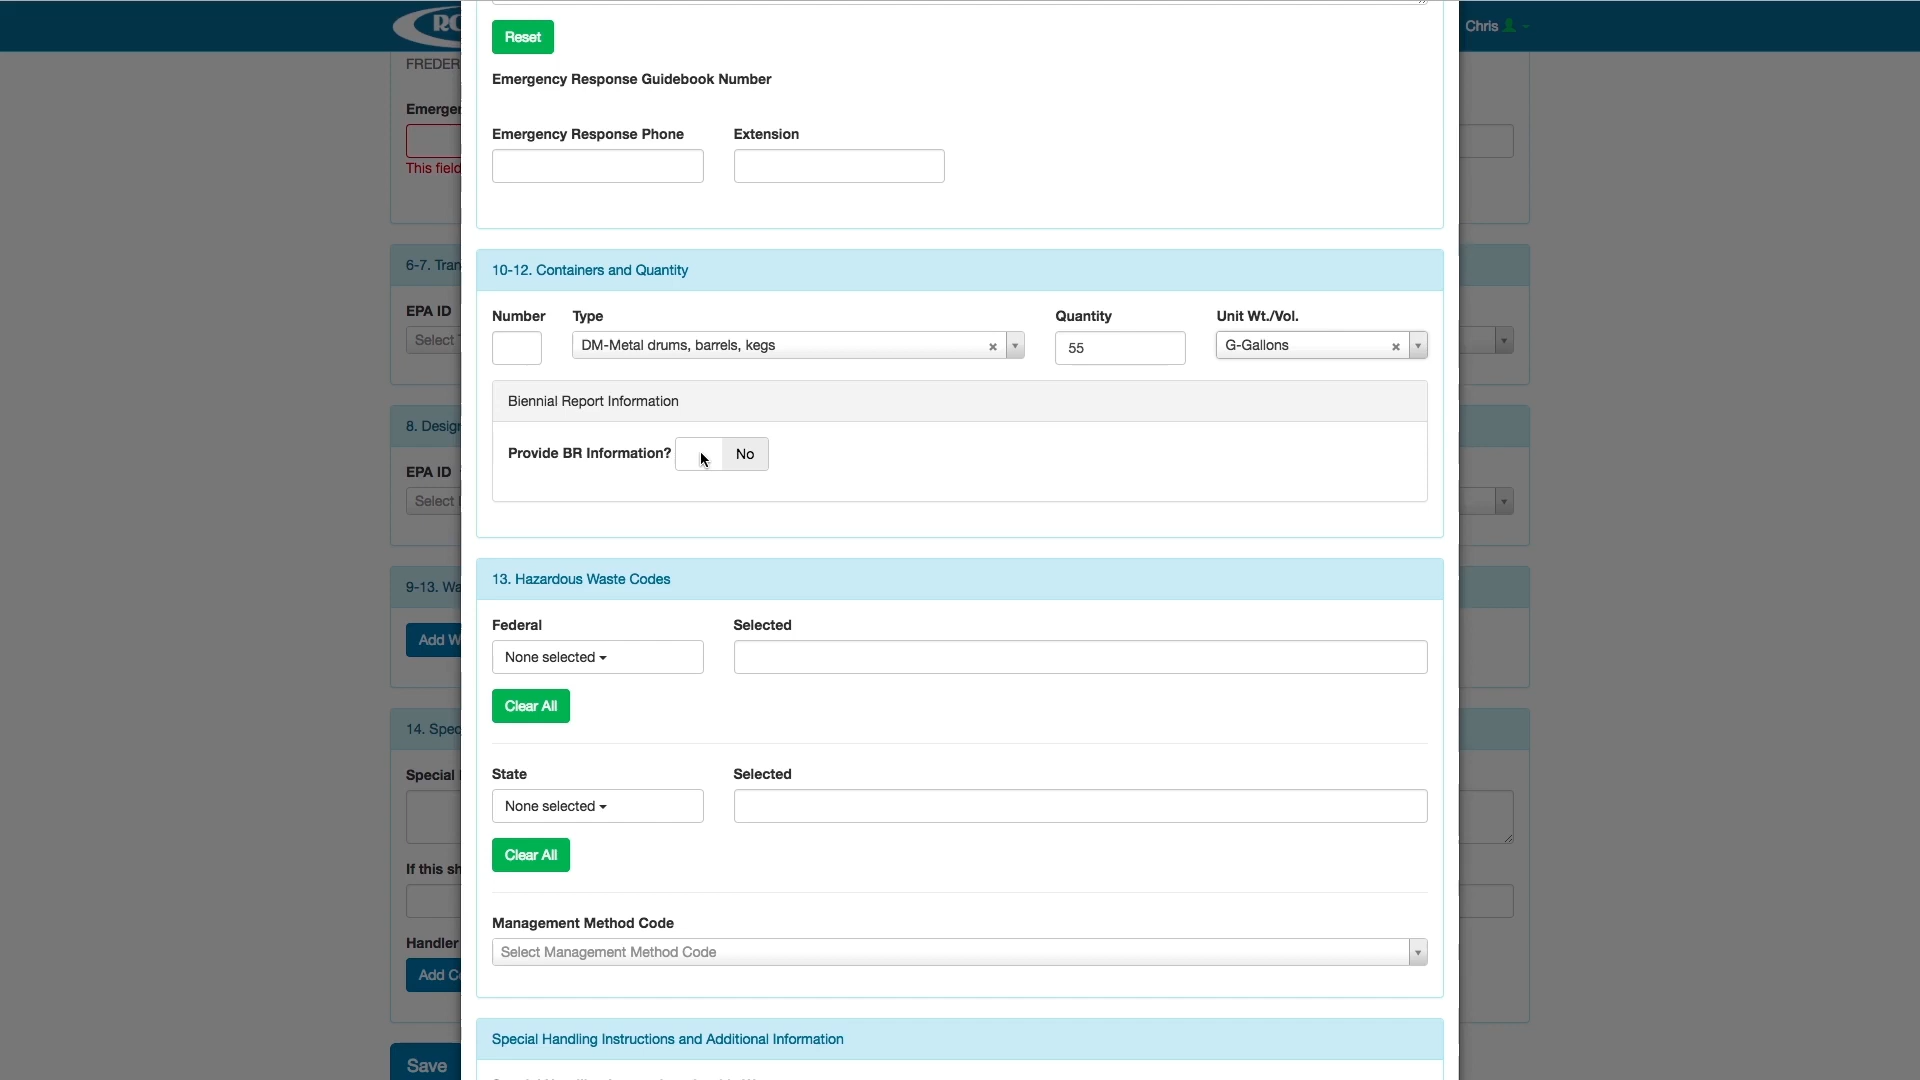 RC
Chris
Reset
FREDER
Emergency Response Guidebook Number
Emerge
Emergency Response Phone Extension
This field
10-12. Containers and Quantity
6-7. Tran
Number Type Quantity Unit Wt./Vol.
EPA ID
DM-Metal drums, barrels, kegs × 55 G-Gallons ×
Select
Biennial Report Information
8. Design
Provide BR Information? No
EPA ID
Select
13. Hazardous Waste Codes
9-13. Wa
Federal Selected
Add W
None selected
Clear All
14. Spec
State Selected
Special
None selected
Clear All
If this sh
Management Method Code
Handler
Select Management Method Code
Add Co
Special Handling Instructions and Additional Information
Save